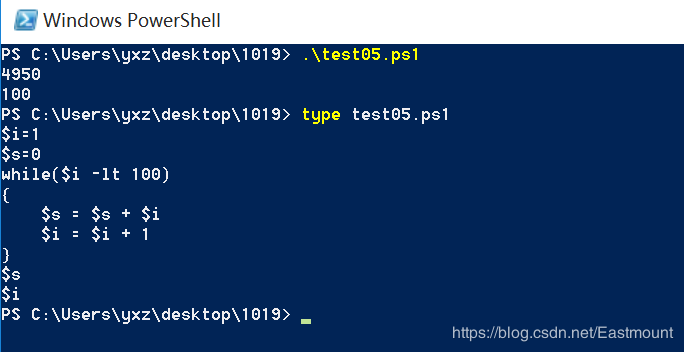 Windows PowerShell
PS C:\Users\yxz\desktop\1019> .\test05.ps1
4950
100
PS C:\Users\yxz\desktop\1019> type test05.ps1
$i=1
$s=0
while($i -lt 100)
{
    $s = $s + $i
    $i = $i + 1
}
$s
$i
PS C:\Users\yxz\desktop\1019> _
https://blog.csdn.net/Eastmount